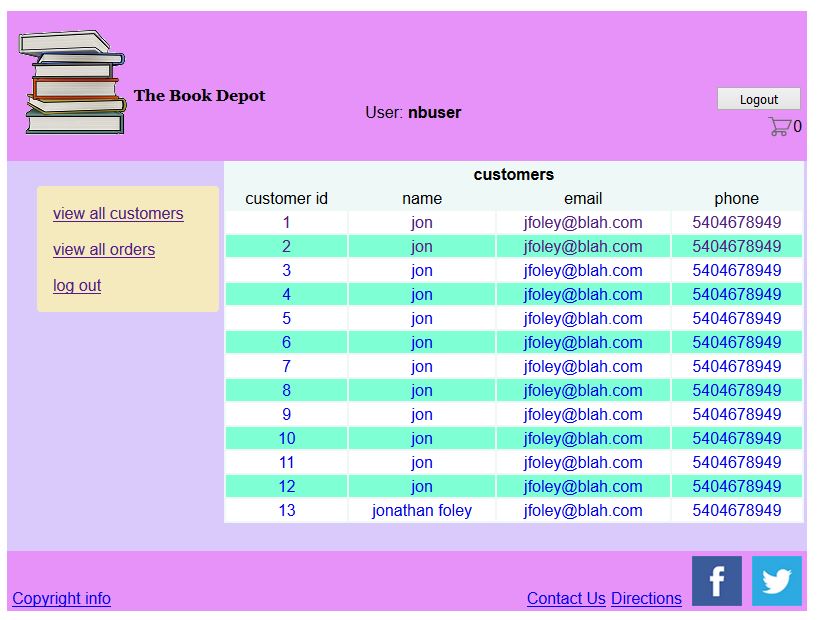 The Book Depot
User: nbuser
Logout
0
view all customers
view all orders
log out
customers
customer id name email phone
1 jon jfoley@blah.com 5404678949
2 jon jfoley@blah.com 5404678949
3 jon jfoley@blah.com 5404678949
4 jon jfoley@blah.com 5404678949
5 jon jfoley@blah.com 5404678949
6 jon jfoley@blah.com 5404678949
7 jon jfoley@blah.com 5404678949
8 jon jfoley@blah.com 5404678949
9 jon jfoley@blah.com 5404678949
10 jon jfoley@blah.com 5404678949
11 jon jfoley@blah.com 5404678949
12 jon jfoley@blah.com 5404678949
13 jonathan foley jfoley@blah.com 5404678949
Copyright info Contact Us Directions f